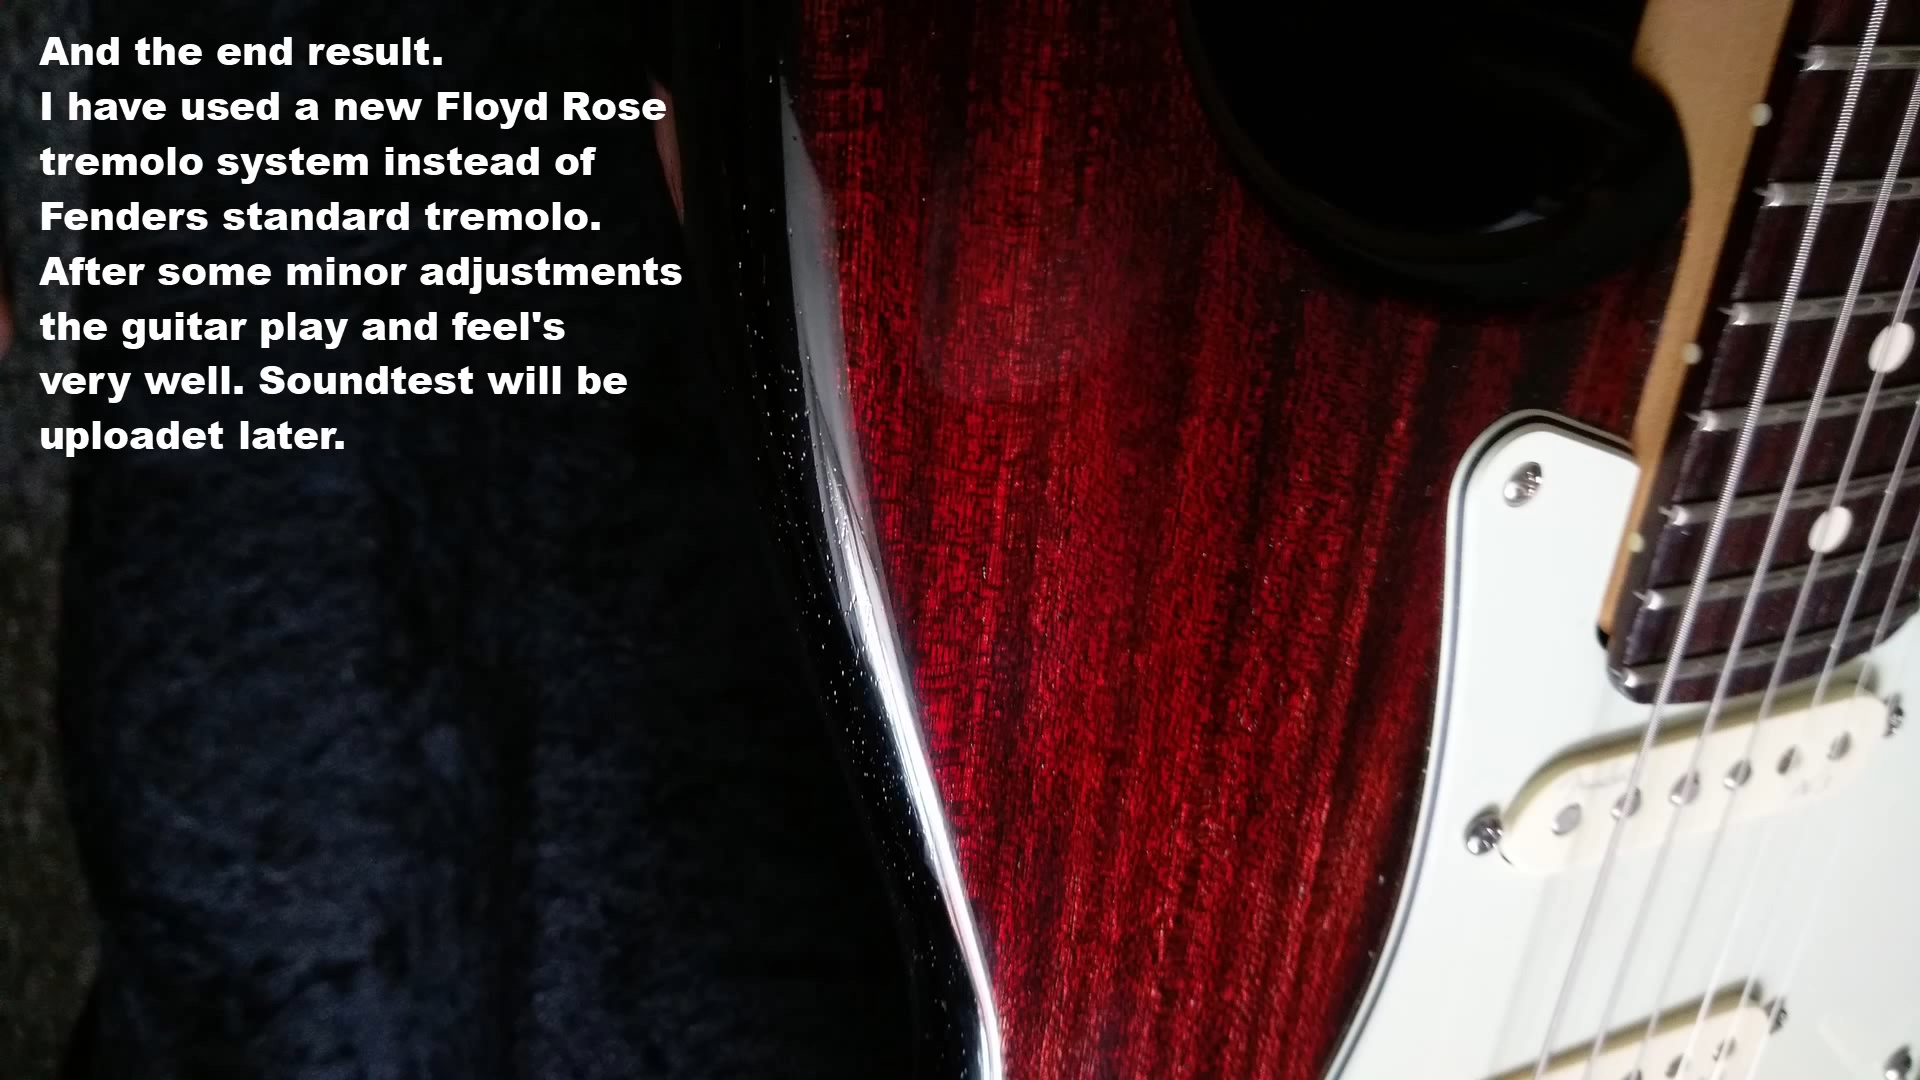 And the end result.
I have used a new Floyd Rose
tremolo system instead of
Fenders standard tremolo.
After some minor adjustments
the guitar play and feel's
very well. Soundtest will be
uploadet later.